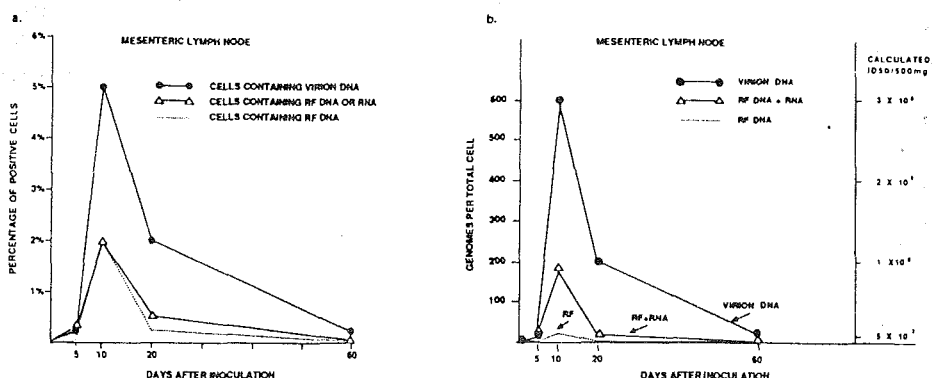 a.
MESENTERIC LYMPH NODE
CELLS CONTAINING VIRION DNA
CELLS CONTAINING RF DNA OR RNA
CELLS CONTAINING RF DNA
PERCENTAGE OF POSITIVE CELLS
6%
5%
4%
3%
2%
1%
5 10 20 60
DAYS AFTER INOCULATION
b.
MESENTERIC LYMPH NODE
VIRION DNA
RF DNA + RNA
RF DNA
GENOMES PER TOTAL CELL
600
500
400
300
200
100
RF
RF+RNA
VIRION DNA
5 10 20 60
DAYS AFTER INOCULATION
CALCULATED
ID50/500mg
3 X 10
2 X 10
1 X 10
5 X 10